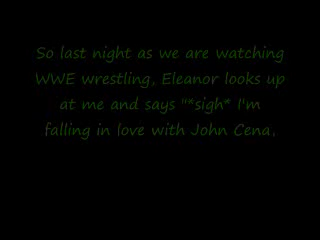 So last night as we are watching
WWE wrestling, Eleanor looks up
at me and says "*sigh* I'm
falling in love with John Cena,